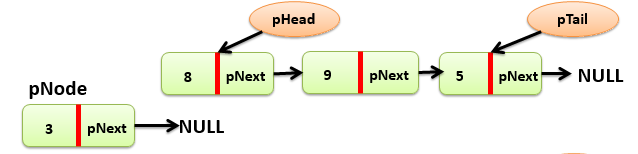 pHead
pTail
8 pNext 9 pNext 5 pNext NULL
pNode
3 pNext NULL